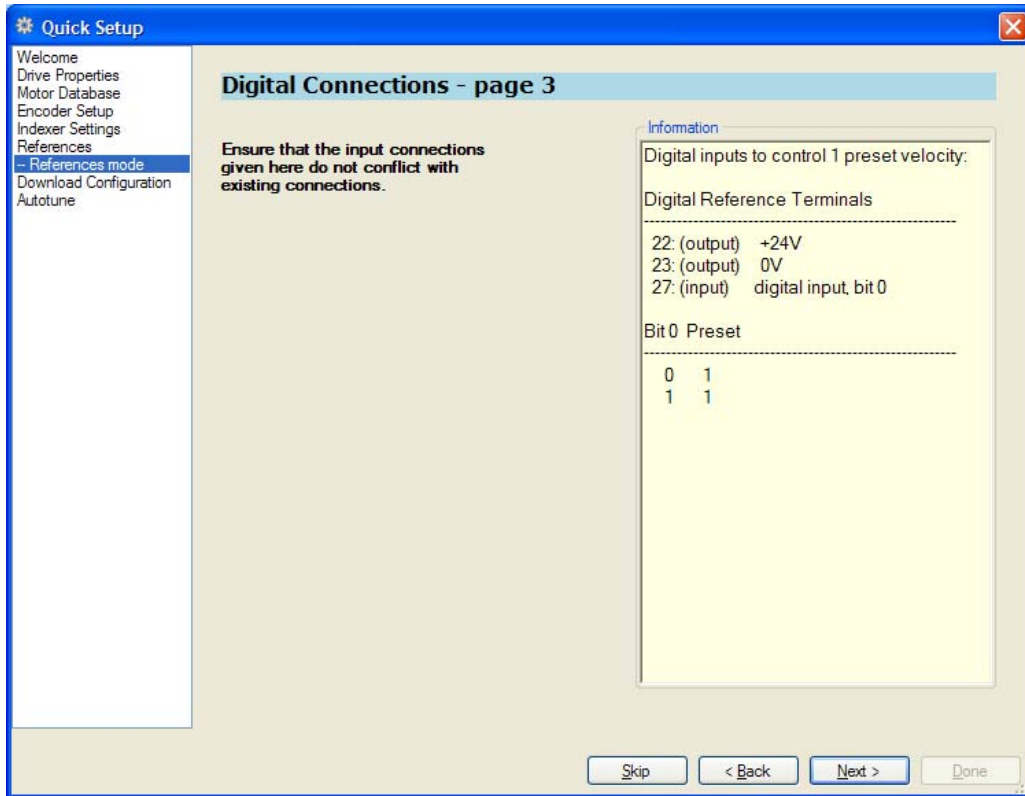 Quick Setup
Welcome
Drive Properties
Motor Database
Encoder Setup
Indexer Settings
References
-- References mode
Download Configuration
Autotune
Digital Connections - page 3
Ensure that the input connections
given here do not conflict with
existing connections.
Information
Digital inputs to control 1 preset velocity:
Digital Reference Terminals
--------------------------------------------------------
22: (output) +24V
23: (output) 0V
27: (input) digital input, bit 0
Bit 0 Preset
--------------------------------------------------------
0 1
1 1
Skip
< Back
Next >
Done